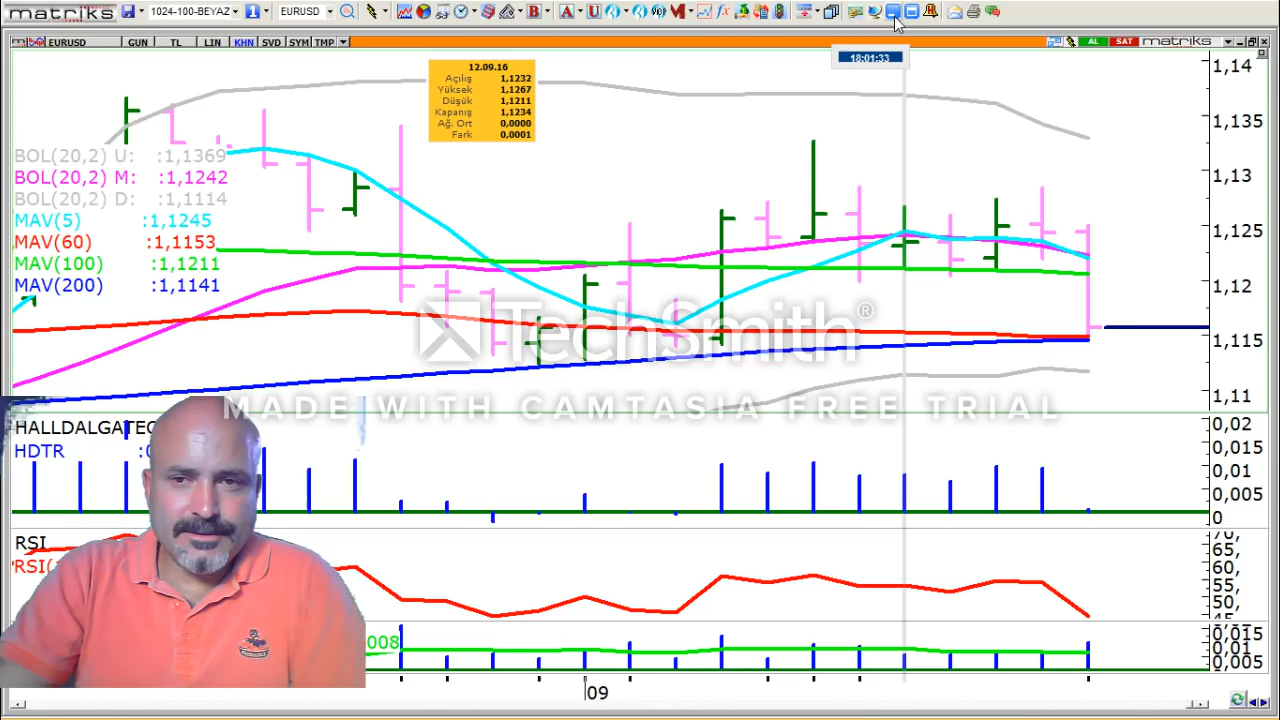 matriks 1024-100-BEYAZ 1 EURUSD
EURUSD GUN TL LIN KHN SVD SYM TMP AL SAT matriks
18:01:33
12.09.16
Açılış 1,1232
Yüksek 1,1267
Düşük 1,1211
Kapanış 1,1234
Ağ. Ort 0,0000
Fark 0,0001
BOL(20,2) U: :1,1369
BOL(20,2) M: :1,1242
BOL(20,2) D: :1,1114
MAV(5) :1,1245
MAV(60) :1,1153
MAV(100) :1,1211
MAV(200) :1,1141
1,14
1,135
1,13
1,125
1,12
1,115
1,11
TechSmith®
MADE WITH CAMTASIA FREE TRIAL
HALLDALGATEC
HDTR :0
0,02
0,015
0,01
0,005
0
RSI
RSI(
70,
65,
60,
55,
50,
45,
008
0,015
0,01
0,005
09